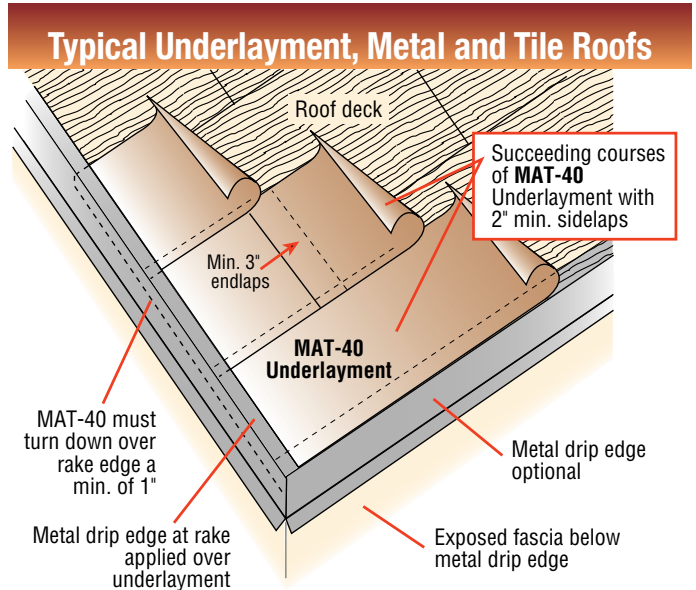 Typical Underlayment, Metal and Tile Roofs
Roof deck
Succeeding courses
of MAT-40
Underlayment with
2" min. sidelaps
Min. 3"
endlaps
MAT-40
Underlayment
MAT-40 must
turn down over
rake edge a
min. of 1"
Metal drip edge
optional
Metal drip edge at rake
applied over
underlayment
Exposed fascia below
metal drip edge